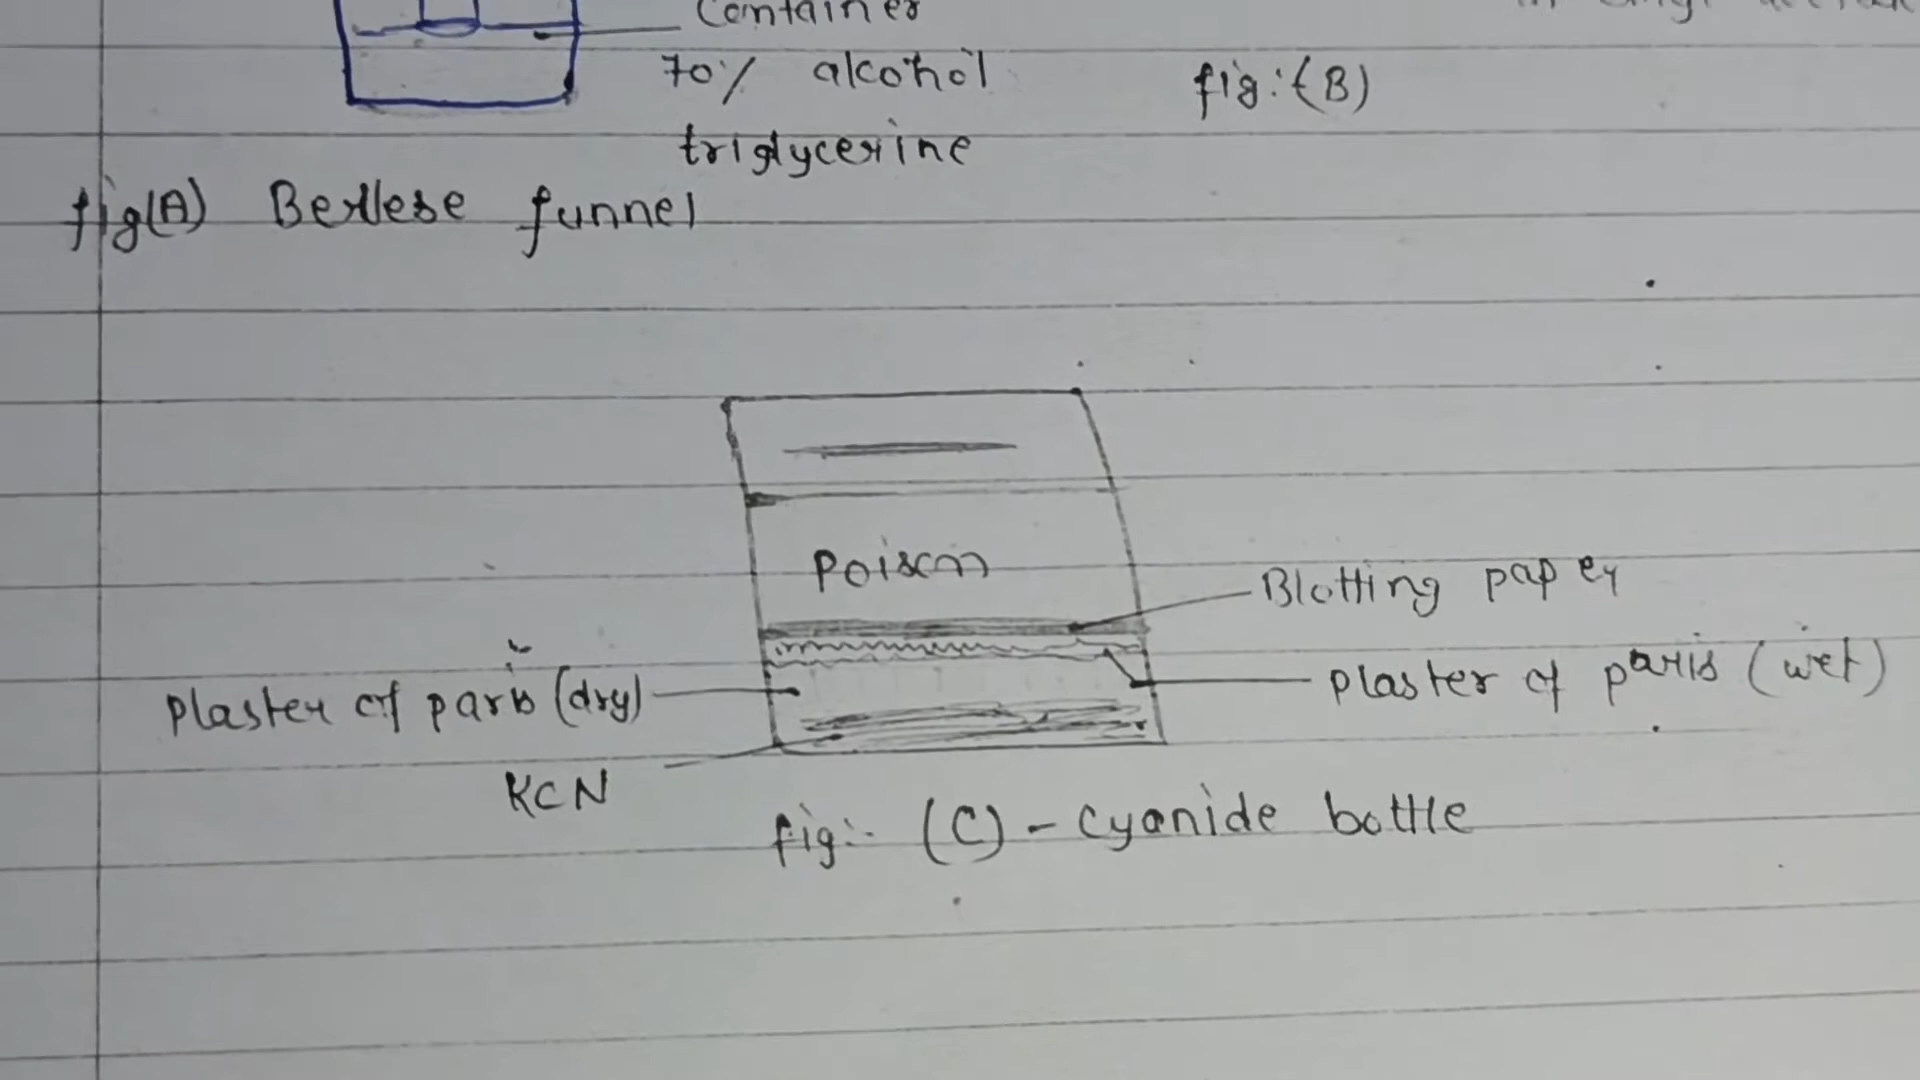 Container
70% alcohol
triglycerine
fig:-(B)
fig(A) Berlese funnel
Poison
Blotting paper
plaster of paris (wet)
plaster of paris (dry)
KCN
fig:- (C) - Cyanide bottle